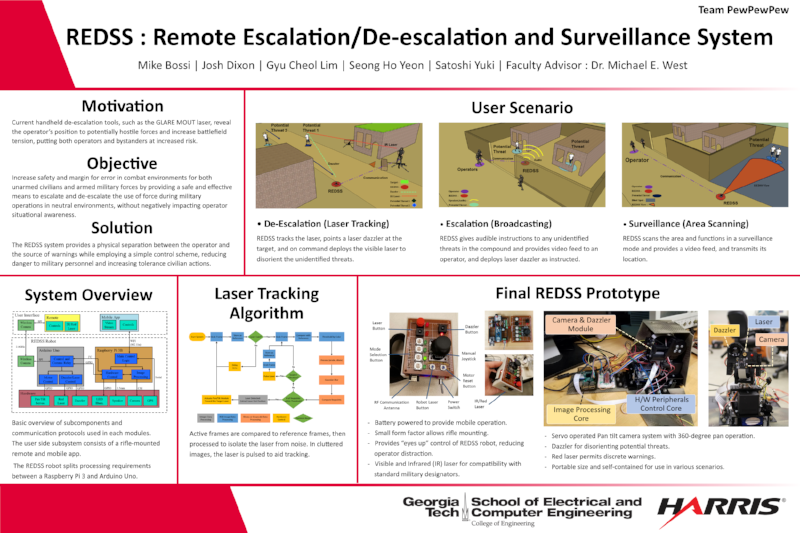 Team PewPewPew
REDSS : Remote Escalation/De-escalation and Surveillance System
Mike Bossi | Josh Dixon | Gyu Cheol Lim | Seong Ho Yeon | Satoshi Yuki | Faculty Advisor : Dr. Michael E. West
Motivation
Current handheld de-escalation tools, such as the GLARE MOUT laser, reveal
the operator's position to potentially hostile forces and increase battlefield
tension, putting both operators and bystanders at increased risk.
Objective
Increase safety and margin for error in combat environments for both
unarmed civilians and armed military forces by providing a safe and effective
means to escalate and de-escalate the use of force during military
operations in neutral environments, without negatively impacting operator
situational awareness.
Solution
The REDSS system provides a physical separation between the operator and
the source of warnings while employing a simple control scheme, reducing
danger to military personnel and increasing tolerance civilian actions.
User Scenario
Potential
Threat 2
Potential
Threat 1
REDSS
Operators
Potential
Threat
REDSS
Operator
Potential
Threat
REDSS
• De-Escalation (Laser Tracking)
REDSS tracks the laser, points a laser dazzler at the
target, and on command deploys the visible laser to
disorient the unidentified threats.
• Escalation (Broadcasting)
REDSS gives audible instructions to any unidentified
threats in the compound and provides video feed to an
operator, and deploys laser dazzler as instructed.
• Surveillance (Area Scanning)
REDSS scans the area and functions in a surveillance
mode and provides a video feed, and transmits its
location.
System Overview
User Interface
Remote
Mobile App
REDSS Robot
Arduino Uno
Raspberry Pi 3B
Basic overview of subcomponents and
communication protocols used in each modules.
The user side subsystem consists of a rifle-mounted
remote and mobile app.
The REDSS robot splits processing requirements
between a Raspberry Pi 3 and Arduino Uno.
Laser Tracking
Algorithm
Active frames are compared to reference frames, then
processed to isolate the laser from noise. In cluttered
images, the laser is pulsed to aid tracking.
Final REDSS Prototype
Laser
Button
Mode
Selection
Button
RF Communication
Antenna
Robot Laser
Button
Power
Switch
Dazzler
Button
Manual
Joystick
Motor
Reset
Button
IR/Red
Laser
Camera & Dazzler
Module
Image Processing
Core
H/W Peripherals
Control Core
Dazzler
Laser
Camera
- Battery powered to provide mobile operation.
- Small form factor allows rifle mounting.
- Provides "eyes up" control of REDSS robot, reducing
operator distraction.
- Visible and Infrared (IR) laser for compatibility with
standard military designators.
- Servo operated Pan tilt camera system with 360-degree pan operation.
- Dazzler for disorienting potential threats.
- Red laser permits discrete warnings.
- Portable size and self-contained for use in various scenarios.
Georgia
Tech
School of Electrical and
Computer Engineering
College of Engineering
HARRIS®